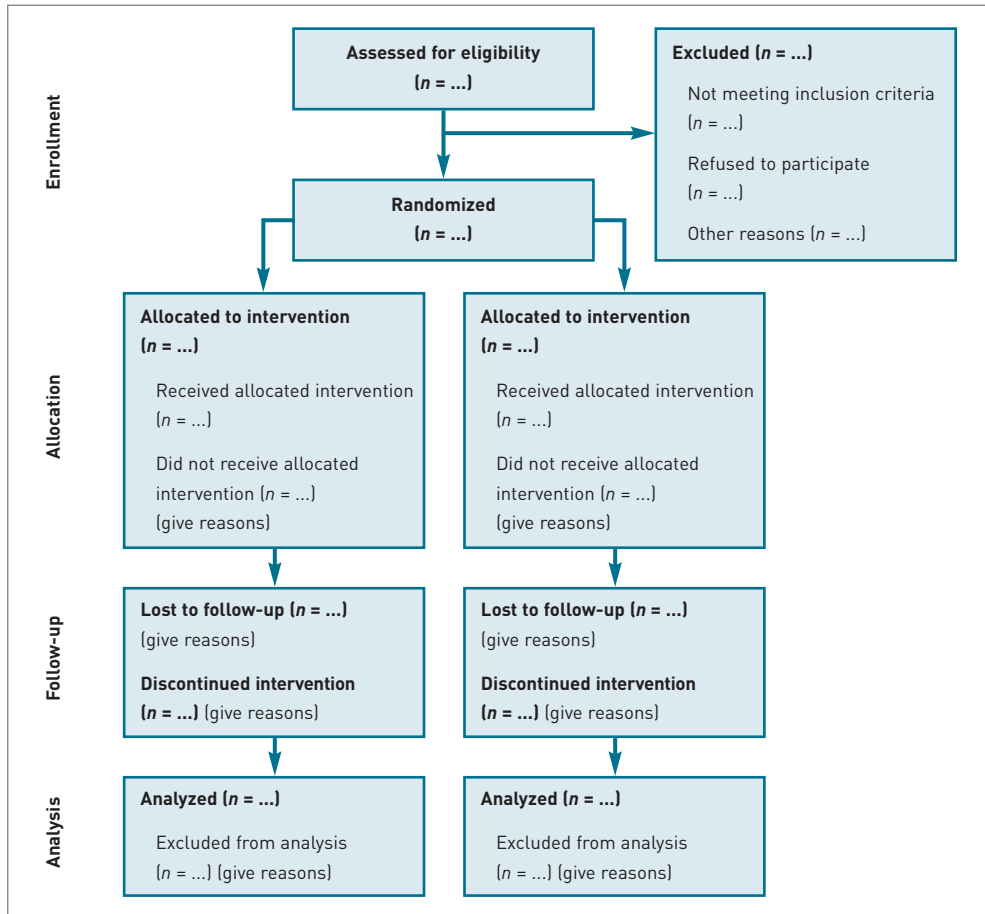 Enrollment
Assessed for eligibility
(n = ...)
Excluded (n = ...)
Not meeting inclusion criteria
(n = ...)
Refused to participate
(n = ...)
Other reasons (n = ...)
Randomized
(n = ...)
Allocation
Allocated to intervention
(n = ...)
Received allocated intervention
(n = ...)
Did not receive allocated
intervention (n = ...)
(give reasons)
Allocated to intervention
(n = ...)
Received allocated intervention
(n = ...)
Did not receive allocated
intervention (n = ...)
(give reasons)
Follow-up
Lost to follow-up (n = ...)
(give reasons)
Discontinued intervention
(n = ...) (give reasons)
Lost to follow-up (n = ...)
(give reasons)
Discontinued intervention
(n = ...) (give reasons)
Analysis
Analyzed (n = ...)
Excluded from analysis
(n = ...) (give reasons)
Analyzed (n = ...)
Excluded from analysis
(n = ...) (give reasons)